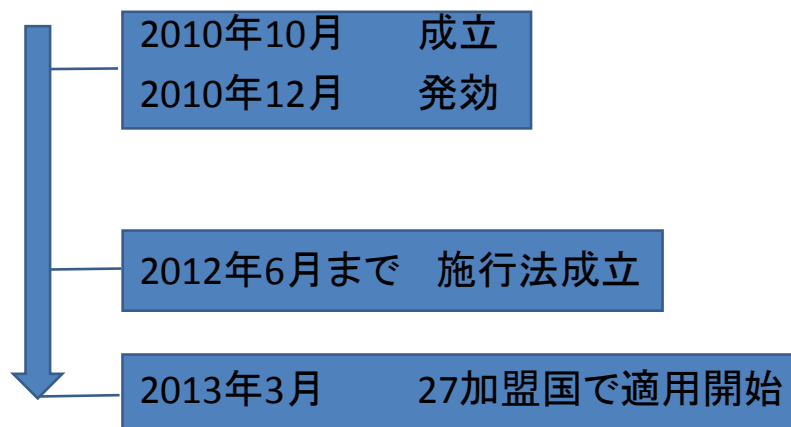 2010年10月　　成立
2010年12月　　発効
2012年6月まで　施行法成立
2013年3月　　　27加盟国で適用開始